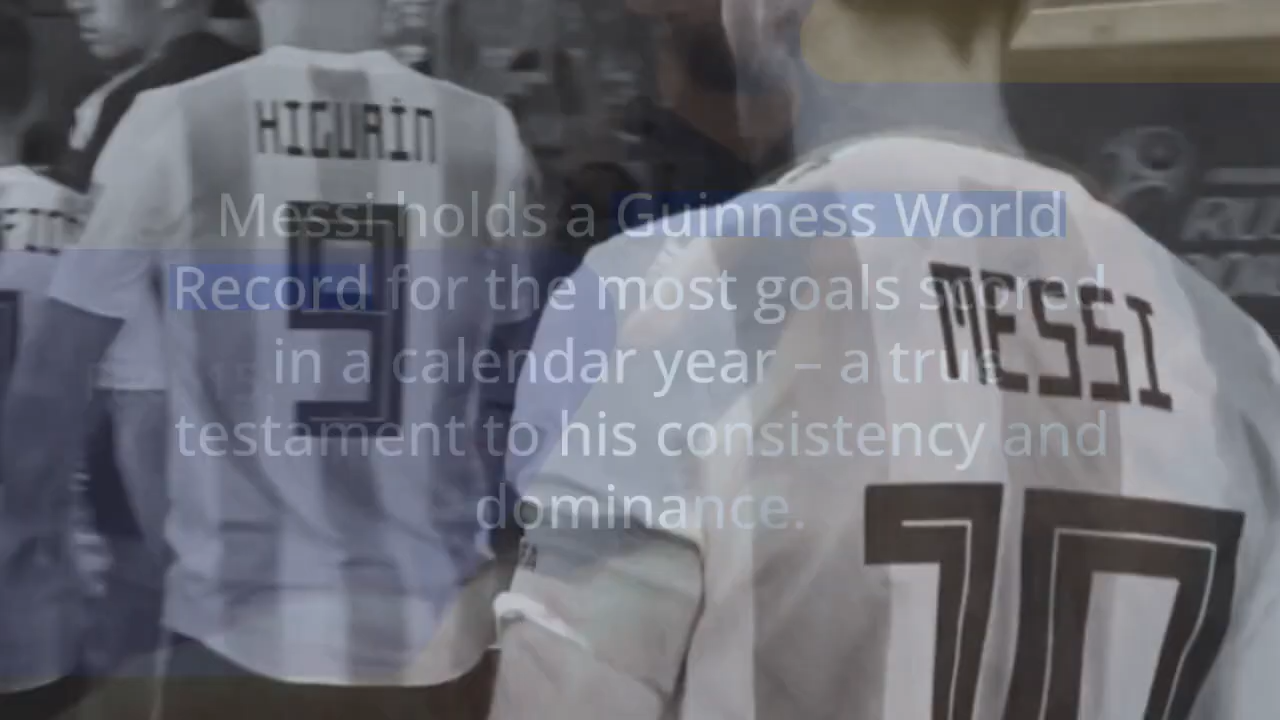 HIGUAÍN
9
Messi holds a Guinness World
Record for the most goals scored
in a calendar year – a true
testament to his consistency and
dominance.
MESSI
10